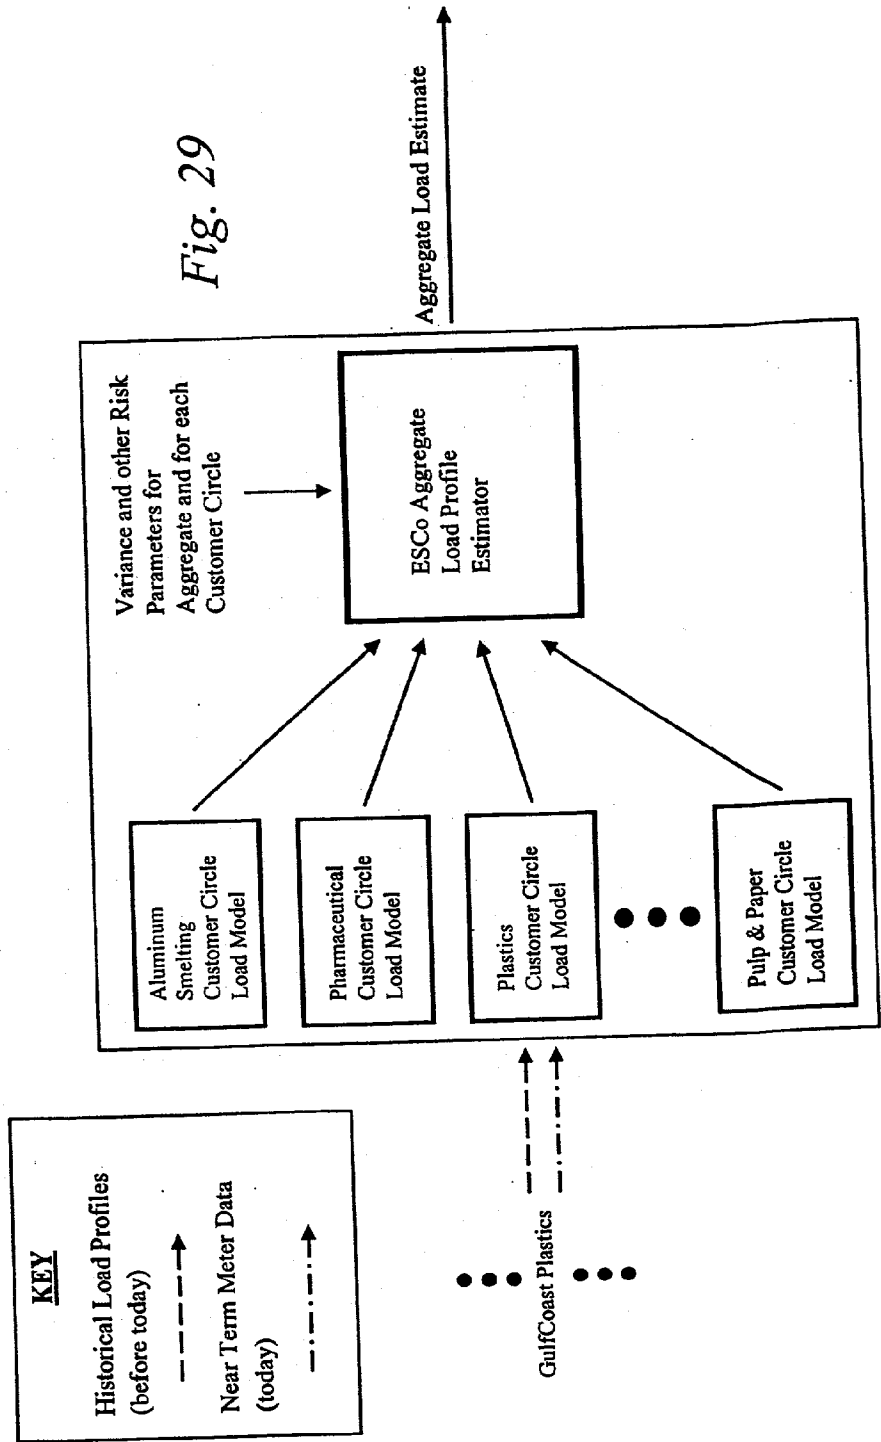 KEY
Historical Load Profiles
(before today)
Near Term Meter Data
(today)
GulfCoast Plastics
Aluminum
Smelting
Customer Circle
Load Model
Pharmaceutical
Customer Circle
Load Model
Plastics
Customer Circle
Load Model
Pulp & Paper
Customer Circle
Load Model
Variance and other Risk
Parameters for
Aggregate and for each
Customer Circle
ESCo Aggregate
Load Profile
Estimator
Aggregate Load Estimate
Fig. 29